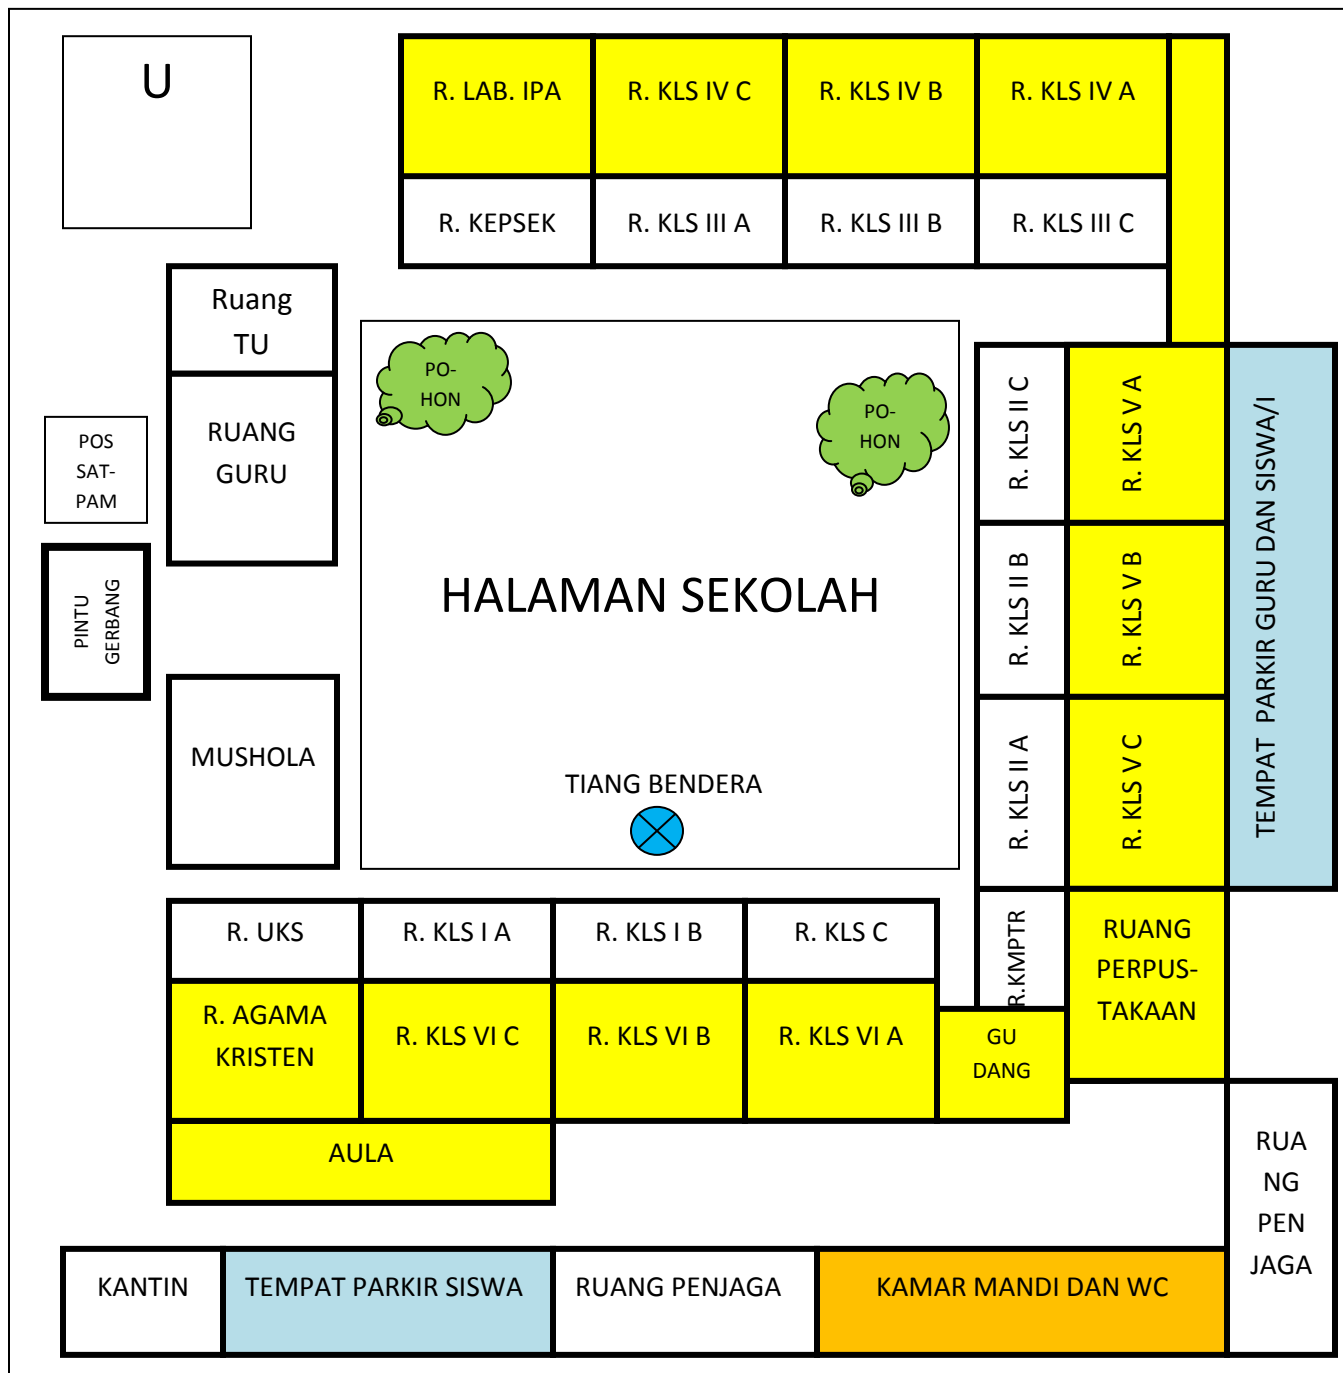 U
R. LAB. IPA
R. KLS IV C
R. KLS IV B
R. KLS IV A
R. KEPSEK
R. KLS III A
R. KLS III B
R. KLS III C
Ruang
TU
RUANG
GURU
POS
SAT-
PAM
PINTU
GERBANG
MUSHOLA
PO-
HON
PO-
HON
HALAMAN SEKOLAH
TIANG BENDERA
R. KLS II C
R. KLS V A
R. KLS II B
R. KLS V B
R. KLS II A
R. KLS V C
TEMPAT PARKIR GURU DAN SISWA/I
R.KMPTR
RUANG
PERPUS-
TAKAAN
R. UKS
R. KLS I A
R. KLS I B
R. KLS C
R. AGAMA
KRISTEN
R. KLS VI C
R. KLS VI B
R. KLS VI A
GU
DANG
AULA
RUA
NG
PEN
JAGA
KANTIN
TEMPAT PARKIR SISWA
RUANG PENJAGA
KAMAR MANDI DAN WC